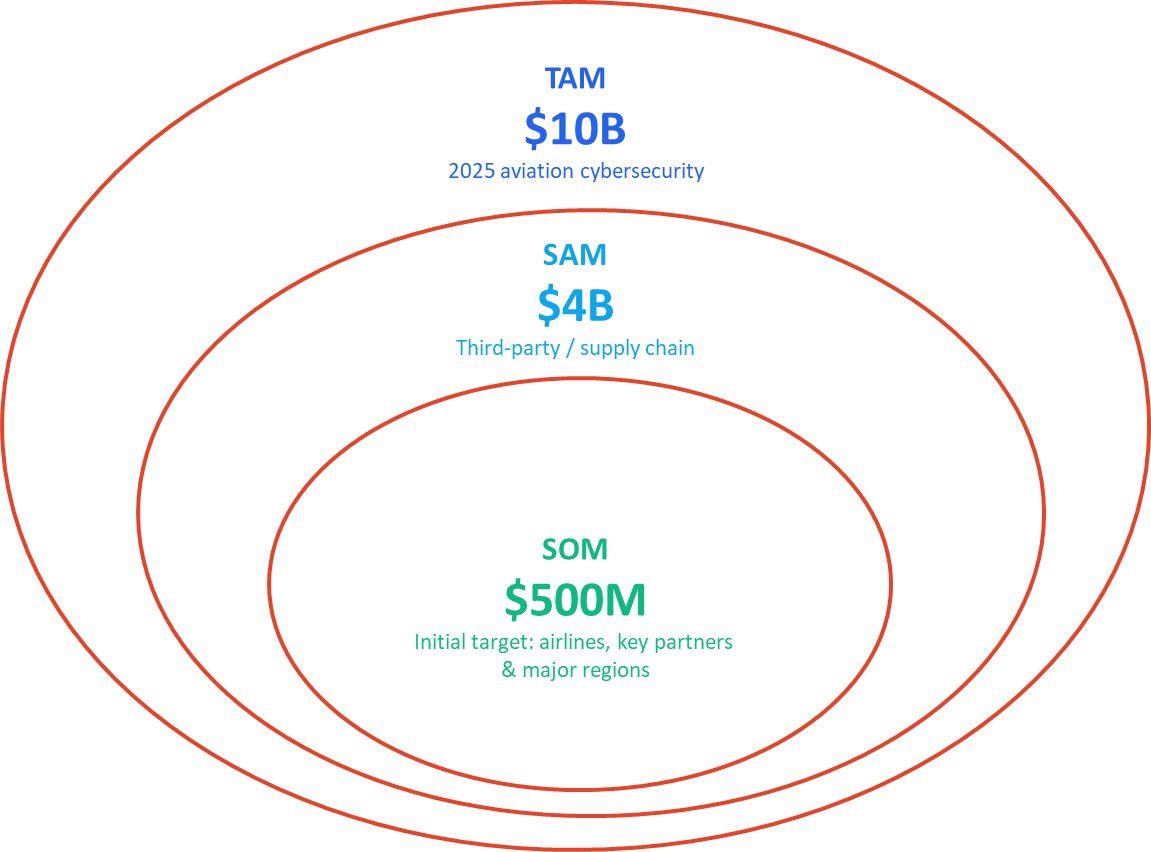 TAM
$10B
2025 aviation cybersecurity
SAM
$4B
Third-party / supply chain
SOM
$500M
Initial target: airlines, key partners
& major regions